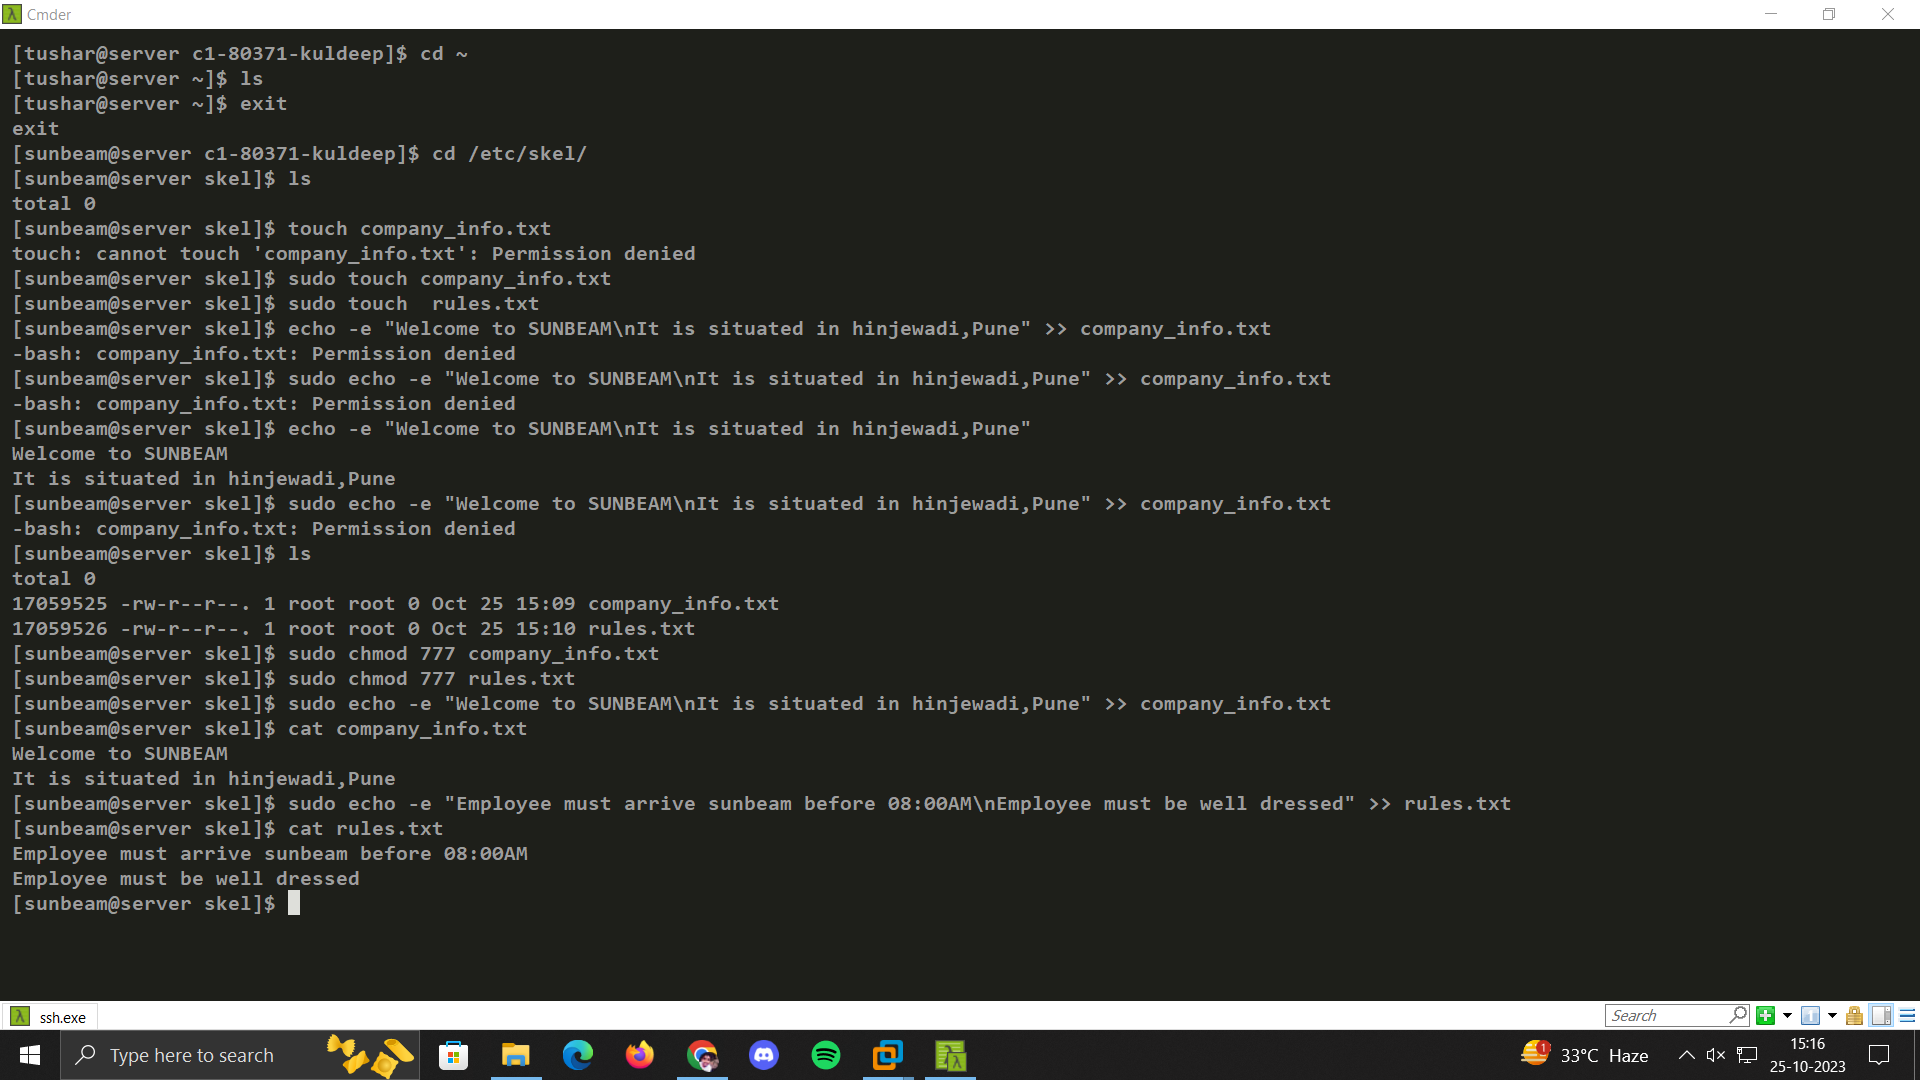 Cmder
[tushar@server c1-80371-kuldeep]$ cd ~
[tushar@server ~]$ ls
[tushar@server ~]$ exit
exit
[sunbeam@server c1-80371-kuldeep]$ cd /etc/skel/
[sunbeam@server skel]$ ls
total 0
[sunbeam@server skel]$ touch company_info.txt
touch: cannot touch 'company_info.txt': Permission denied
[sunbeam@server skel]$ sudo touch company_info.txt
[sunbeam@server skel]$ sudo touch  rules.txt
[sunbeam@server skel]$ echo -e "Welcome to SUNBEAM\nIt is situated in hinjewadi,Pune" >> company_info.txt
-bash: company_info.txt: Permission denied
[sunbeam@server skel]$ sudo echo -e "Welcome to SUNBEAM\nIt is situated in hinjewadi,Pune" >> company_info.txt
-bash: company_info.txt: Permission denied
[sunbeam@server skel]$ echo -e "Welcome to SUNBEAM\nIt is situated in hinjewadi,Pune"
Welcome to SUNBEAM
It is situated in hinjewadi,Pune
[sunbeam@server skel]$ sudo echo -e "Welcome to SUNBEAM\nIt is situated in hinjewadi,Pune" >> company_info.txt
-bash: company_info.txt: Permission denied
[sunbeam@server skel]$ ls
total 0
17059525 -rw-r--r--. 1 root root 0 Oct 25 15:09 company_info.txt
17059526 -rw-r--r--. 1 root root 0 Oct 25 15:10 rules.txt
[sunbeam@server skel]$ sudo chmod 777 company_info.txt
[sunbeam@server skel]$ sudo chmod 777 rules.txt
[sunbeam@server skel]$ sudo echo -e "Welcome to SUNBEAM\nIt is situated in hinjewadi,Pune" >> company_info.txt
[sunbeam@server skel]$ cat company_info.txt
Welcome to SUNBEAM
It is situated in hinjewadi,Pune
[sunbeam@server skel]$ sudo echo -e "Employee must arrive sunbeam before 08:00AM\nEmployee must be well dressed" >> rules.txt
[sunbeam@server skel]$ cat rules.txt
Employee must arrive sunbeam before 08:00AM
Employee must be well dressed
[sunbeam@server skel]$
ssh.exe
Search
Type here to search
1
33°C Haze
15:16
25-10-2023